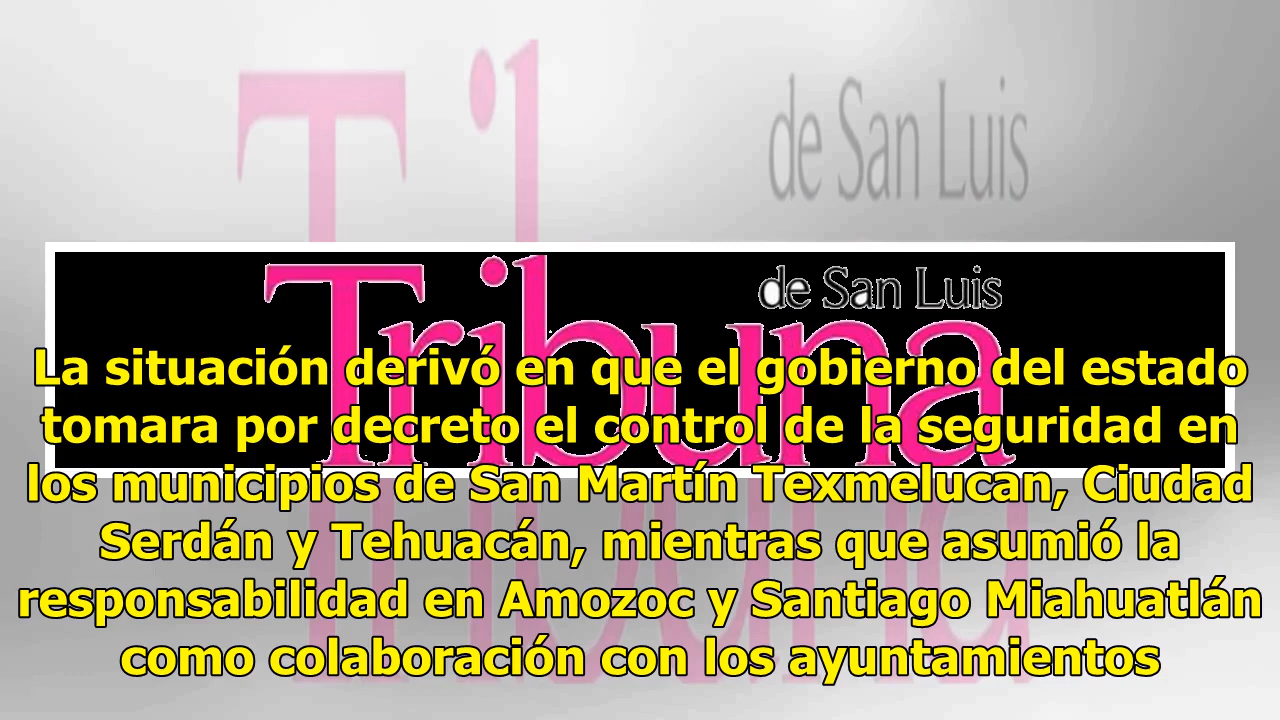 Tribuna
de San Luis
de San Luis
Tribuna
La situación derivó en que el gobierno del estado
tomara por decreto el control de la seguridad en
los municipios de San Martín Texmelucan, Ciudad
Serdán y Tehuacán, mientras que asumió la
responsabilidad en Amozoc y Santiago Miahuatlán
como colaboración con los ayuntamientos